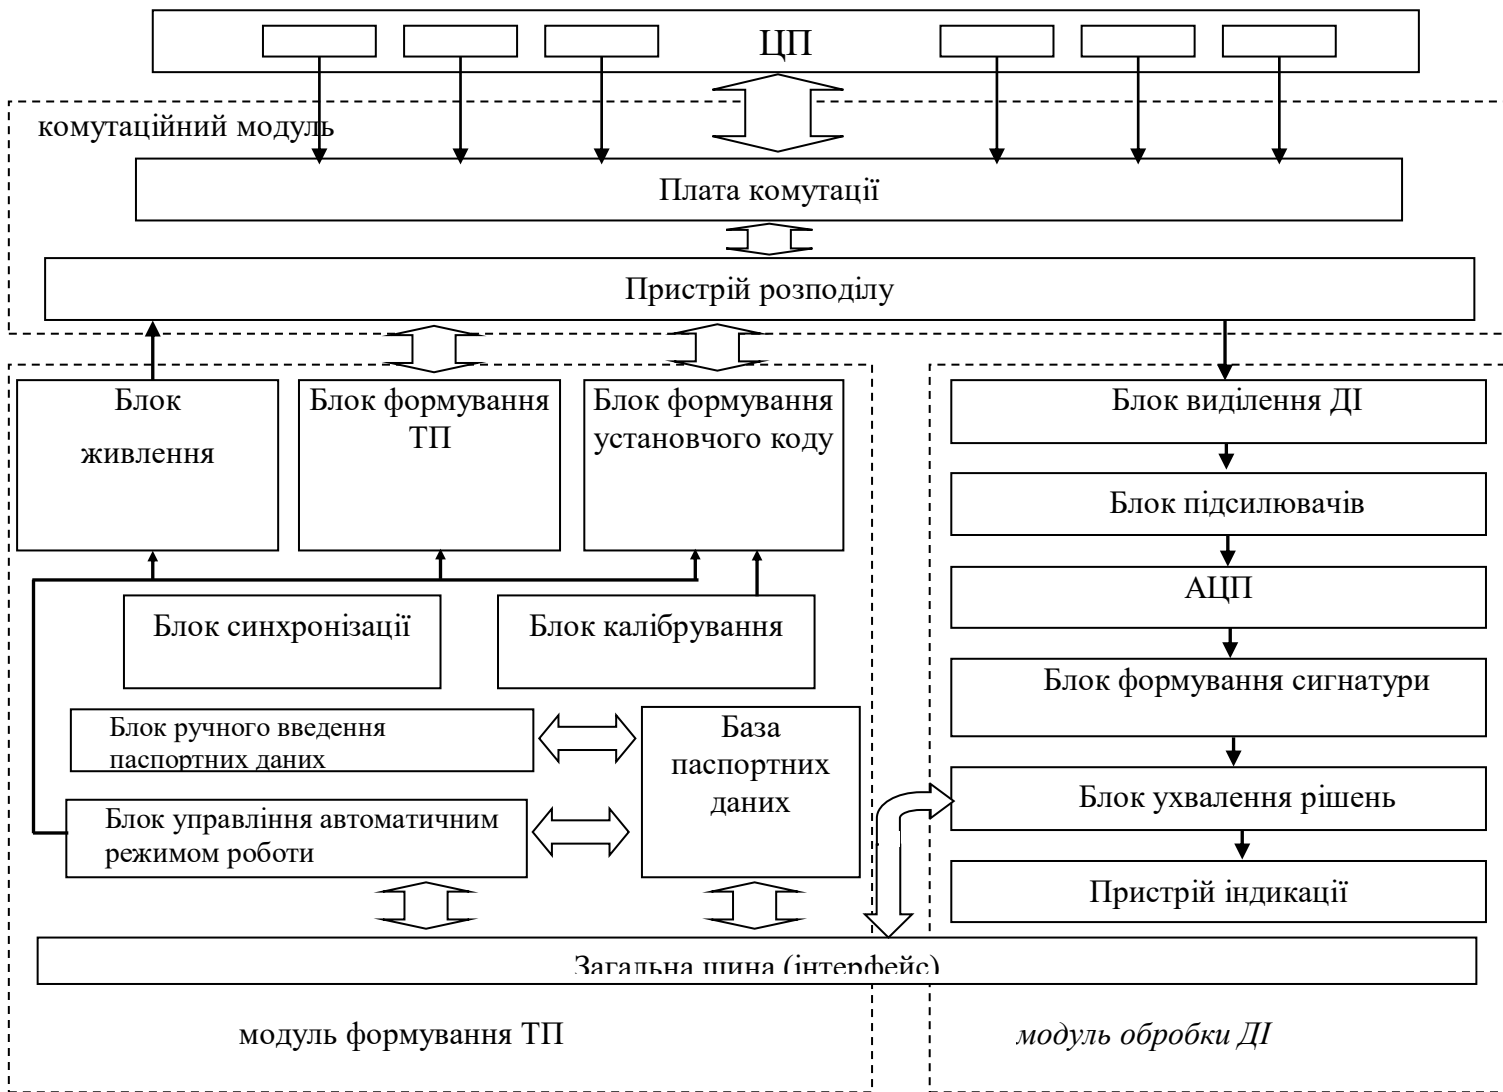 ЦП
комутаційний модуль
Плата комутації
Пристрій розподілу
Блок
живлення
Блок формування
ТП
Блок формування
установчого коду
Блок виділення ДІ
Блок підсилювачів
АЦП
Блок формування сигнатури
Блок ухвалення рішень
Пристрій індикації
Блок синхронізації
Блок калібрування
Блок ручного введення
паспортних даних
База
паспортних
даних
Блок управління автоматичним
режимом роботи
Загальна шина (інтерфейс)
модуль формування ТП
модуль обробки ДІ